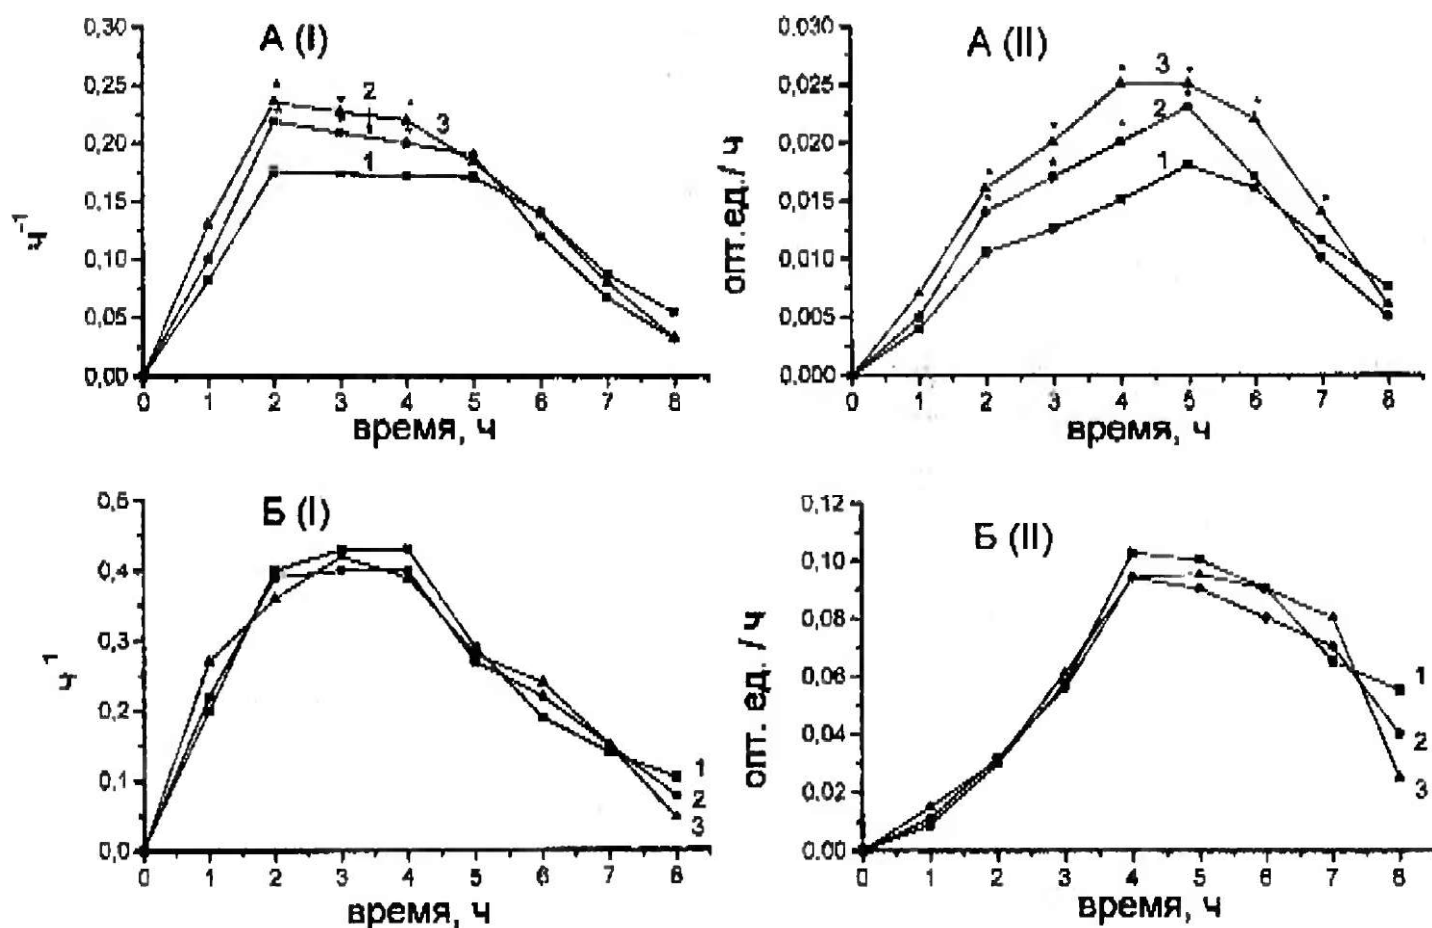 А (I)
0,30
0,25
0,20
0,15
0,10
0,05
0,00
ч⁻¹
2
3
1
0 1 2 3 4 5 6 7 8
время, ч
А (II)
0,030
0,025
0,020
0,015
0,010
0,005
0,000
опт.ед./ ч
3
2
1
0 1 2 3 4 5 6 7 8
время, ч
Б (I)
0,5
0,4
0,3
0,2
0,1
0,0
ч⁻¹
1
2
3
0 1 2 3 4 5 6 7 8
время, ч
Б (II)
0,12
0,10
0,08
0,06
0,04
0,02
0,00
опт. ед. / ч
1
2
3
0 1 2 3 4 5 6 7 8
время, ч